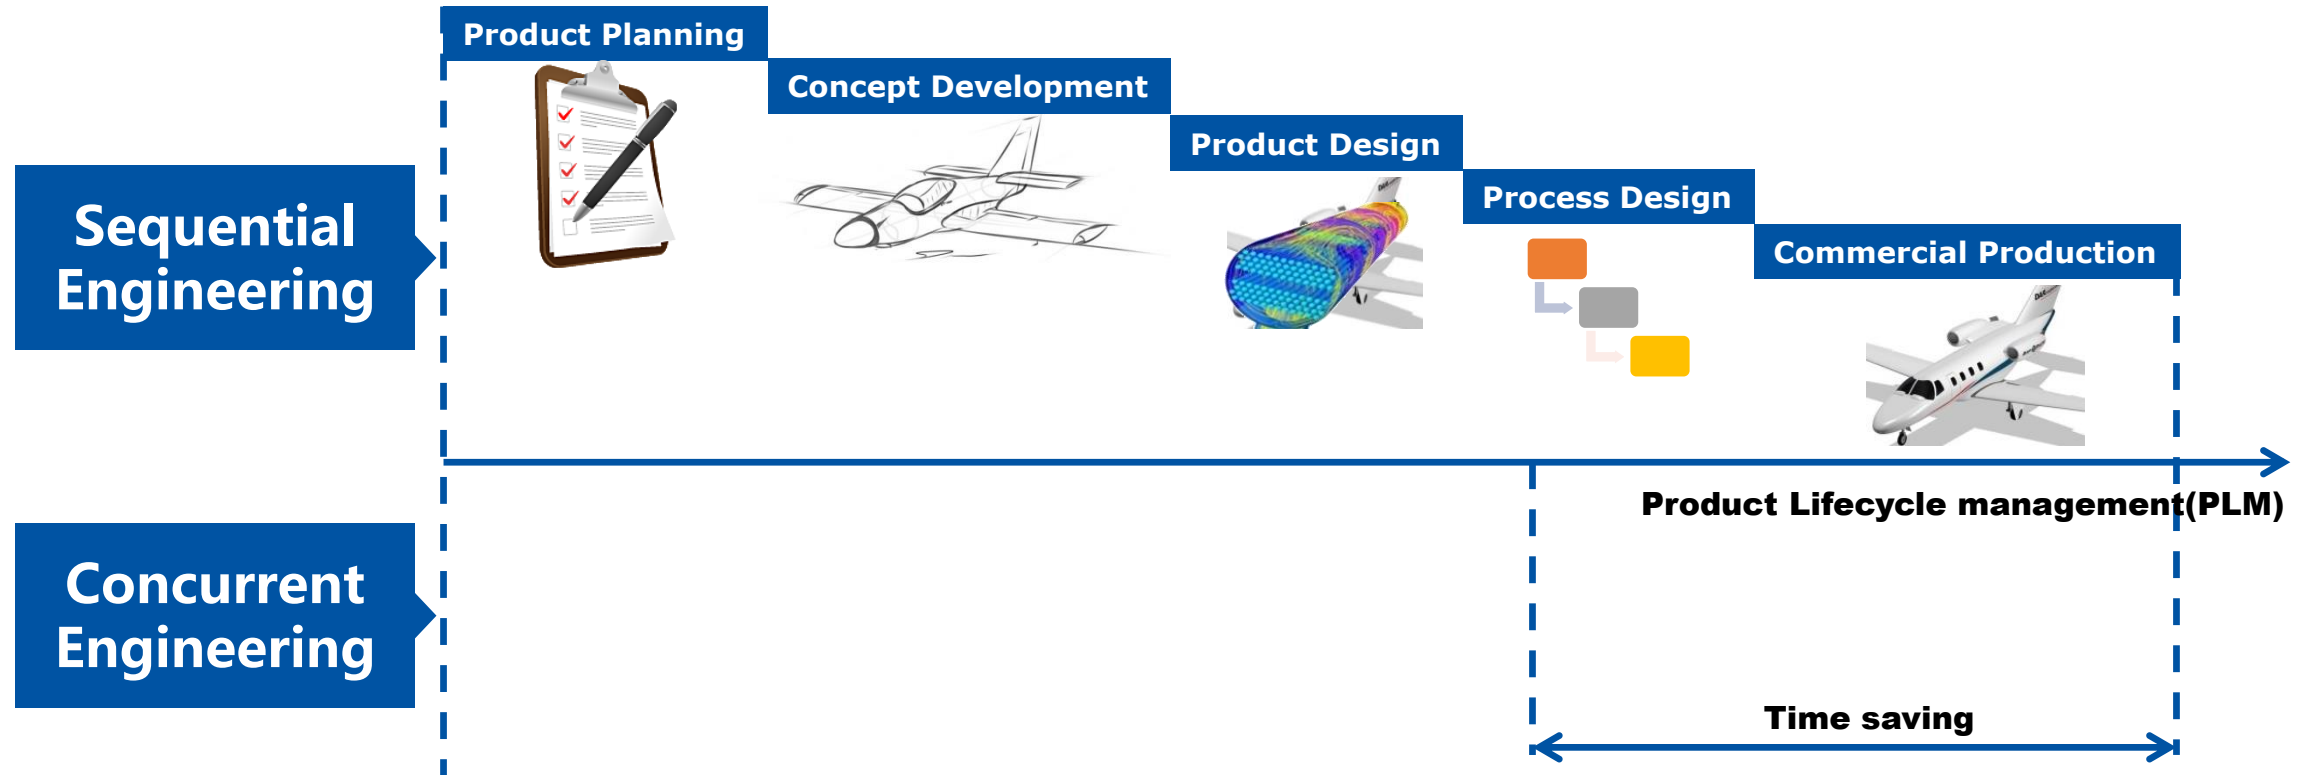 Product Planning
Concept Development
Product Design
Process Design
Commercial Production
Sequential
Engineering
Product Lifecycle management(PLM)
Concurrent
Engineering
Time saving